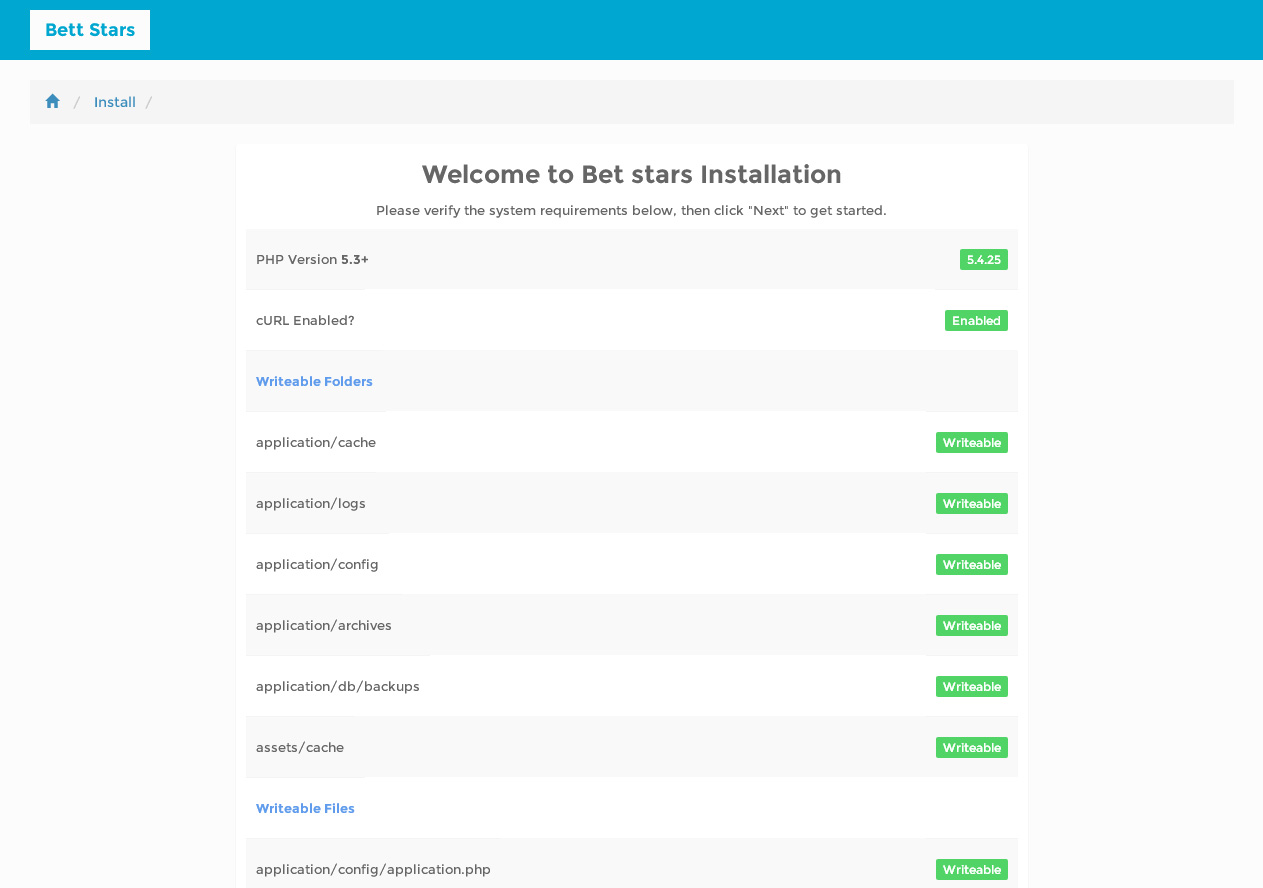 Bett Stars
/ Install /
Welcome to Bet stars Installation
Please verify the system requirements below, then click "Next" to get started.
PHP Version 5.3+ 5.4.25
cURL Enabled? Enabled
Writeable Folders
application/cache Writeable
application/logs Writeable
application/config Writeable
application/archives Writeable
application/db/backups Writeable
assets/cache Writeable
Writeable Files
application/config/application.php Writeable